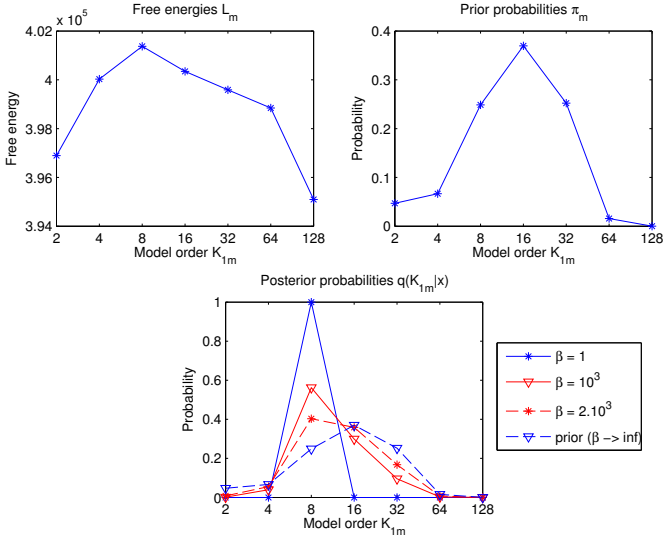 Free energies L_m
x 10^5
4.02
4
3.98
3.96
3.94
Free energy
2 4 8 16 32 64 128
Model order K_1m
Prior probabilities π_m
0.4
0.3
0.2
0.1
0
Probability
2 4 8 16 32 64 128
Model order K_1m
Posterior probabilities q(K_1m|x)
1
0.8
0.6
0.4
0.2
0
Probability
2 4 8 16 32 64 128
Model order K_1m
β = 1
β = 10^3
β = 2.10^3
prior (β -> inf)